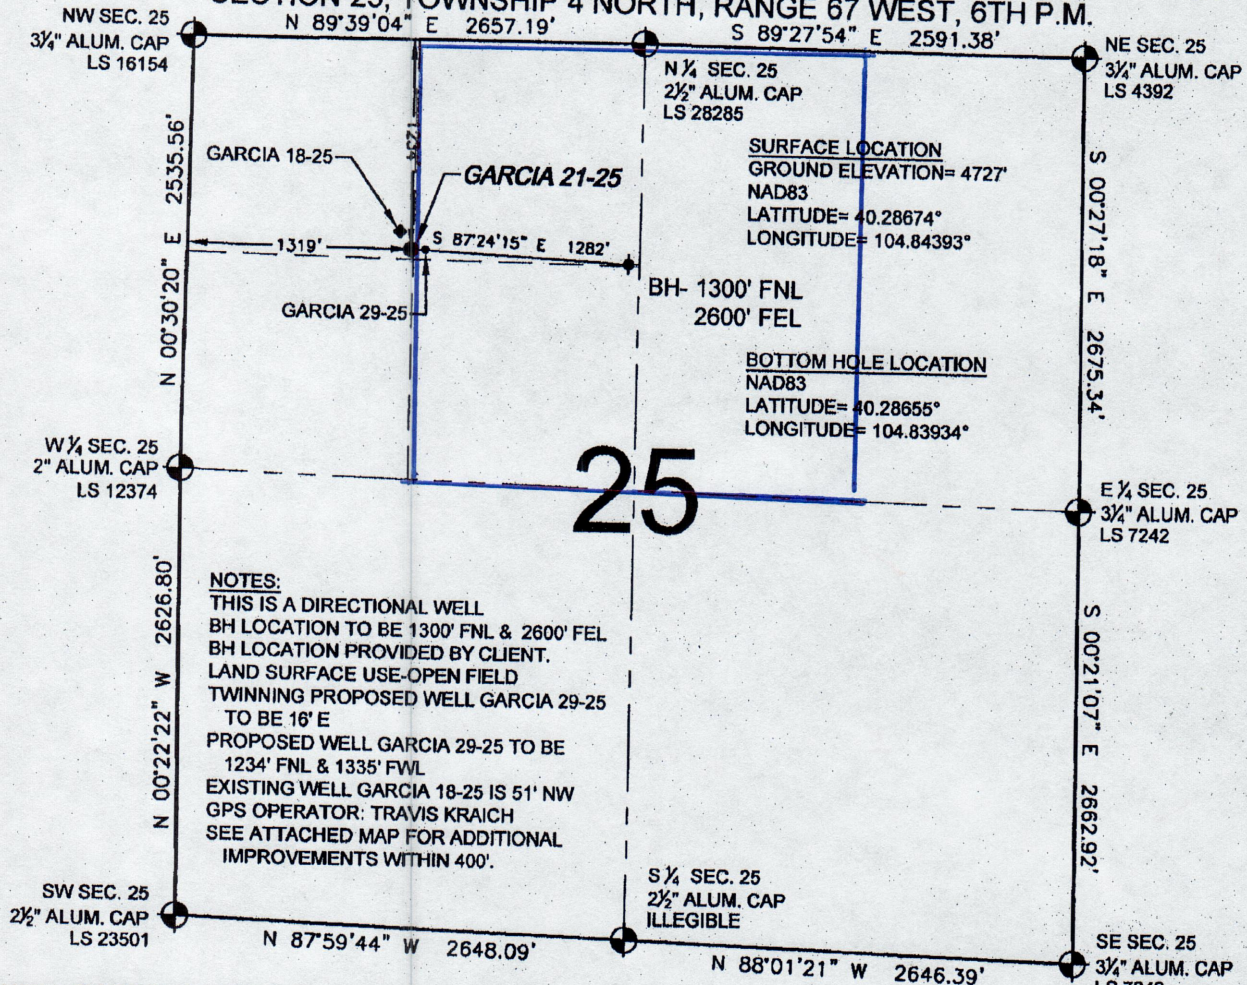 SECTION 25, TOWNSHIP 4 NORTH, RANGE 67 WEST, 6TH P.M.
NW SEC. 25
3¼" ALUM. CAP
LS 16154
N 89°39'04" E 2657.19'
S 89°27'54" E 2591.38'
NE SEC. 25
3¼" ALUM. CAP
LS 4392
N ¼ SEC. 25
2½" ALUM. CAP
LS 28285
N 00°30'20" E 2535.56'
1234'
GARCIA 18-25
GARCIA 21-25
SURFACE LOCATION
GROUND ELEVATION= 4727'
NAD83
LATITUDE= 40.28674°
LONGITUDE= 104.84393°
S 00°27'18" E 2675.34'
1319'
S 87°24'15" E 1282'
GARCIA 29-25
BH- 1300' FNL
2600' FEL
BOTTOM HOLE LOCATION
NAD83
LATITUDE= 40.28655°
LONGITUDE= 104.83934°
W ¼ SEC. 25
2" ALUM. CAP
LS 12374
25
E ¼ SEC. 25
3¼" ALUM. CAP
LS 7242
N 00°22'22" W 2626.80'
NOTES:
THIS IS A DIRECTIONAL WELL
BH LOCATION TO BE 1300' FNL & 2600' FEL
BH LOCATION PROVIDED BY CLIENT.
LAND SURFACE USE-OPEN FIELD
TWINNING PROPOSED WELL GARCIA 29-25
TO BE 16' E
PROPOSED WELL GARCIA 29-25 TO BE
1234' FNL & 1335' FWL
EXISTING WELL GARCIA 18-25 IS 51' NW
GPS OPERATOR: TRAVIS KRAICH
SEE ATTACHED MAP FOR ADDITIONAL
IMPROVEMENTS WITHIN 400'.
S 00°21'07" E 2662.92'
SW SEC. 25
2½" ALUM. CAP
LS 23501
N 87°59'44" W 2648.09'
S ¼ SEC. 25
2½" ALUM. CAP
ILLEGIBLE
N 88°01'21" W 2646.39'
SE SEC. 25
3¼" ALUM. CAP